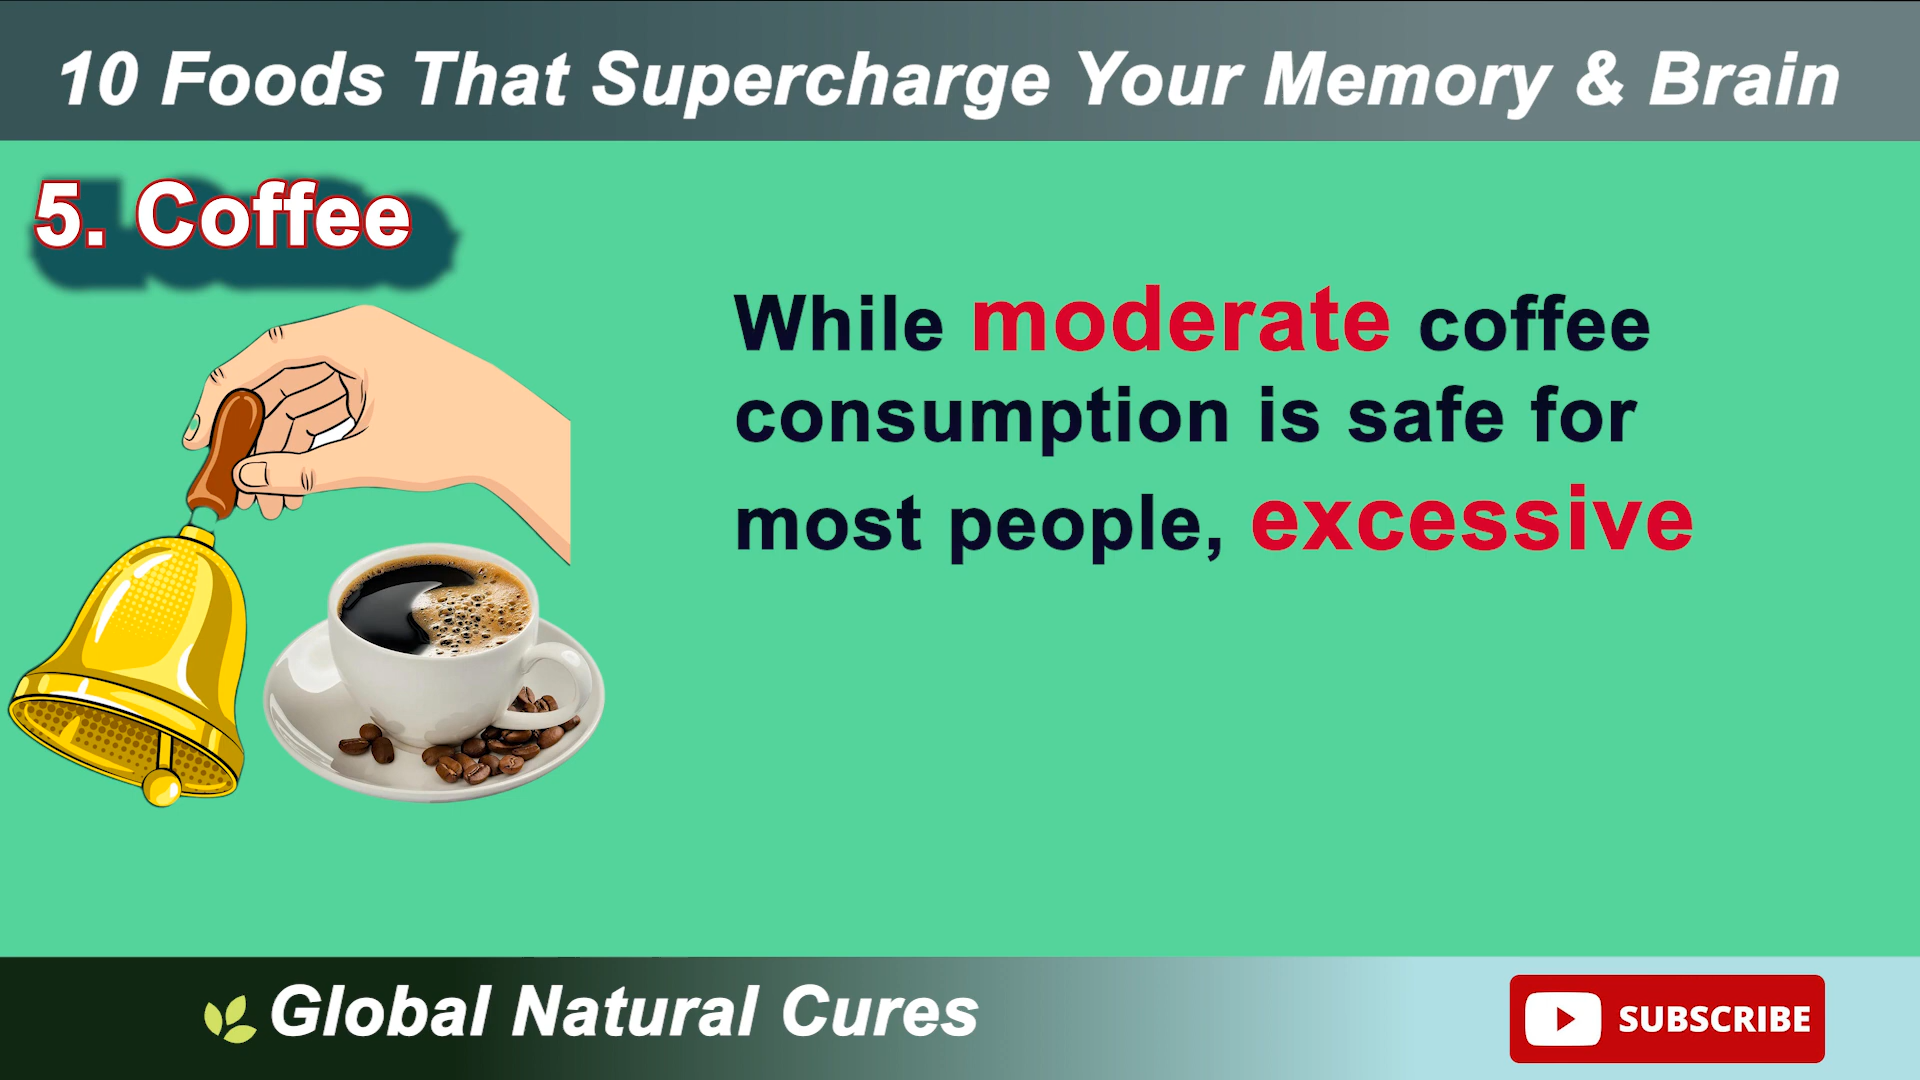 10 Foods That Supercharge Your Memory & Brain
5. Coffee
While moderate coffee
consumption is safe for
most people, excessive
Global Natural Cures
SUBSCRIBE